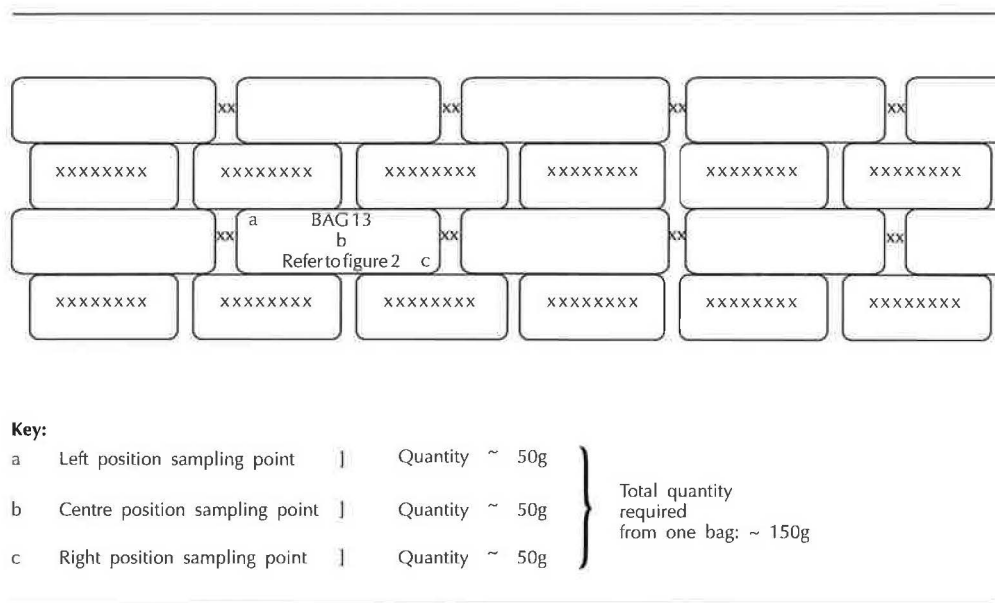 xx xx xx xx
xxxxxxxx xxxxxxxx xxxxxxxx xxxxxxxx xxxxxxxx xxxxxxxx
a BAG 13
xx b xx xx xx
Refer to figure 2 c
xxxxxxxx xxxxxxxx xxxxxxxx xxxxxxxx xxxxxxxx xxxxxxxx
Key:
a Left position sampling point ] Quantity ~ 50g
b Centre position sampling point ] Quantity ~ 50g
c Right position sampling point ] Quantity ~ 50g
Total quantity
required
from one bag: ~ 150g